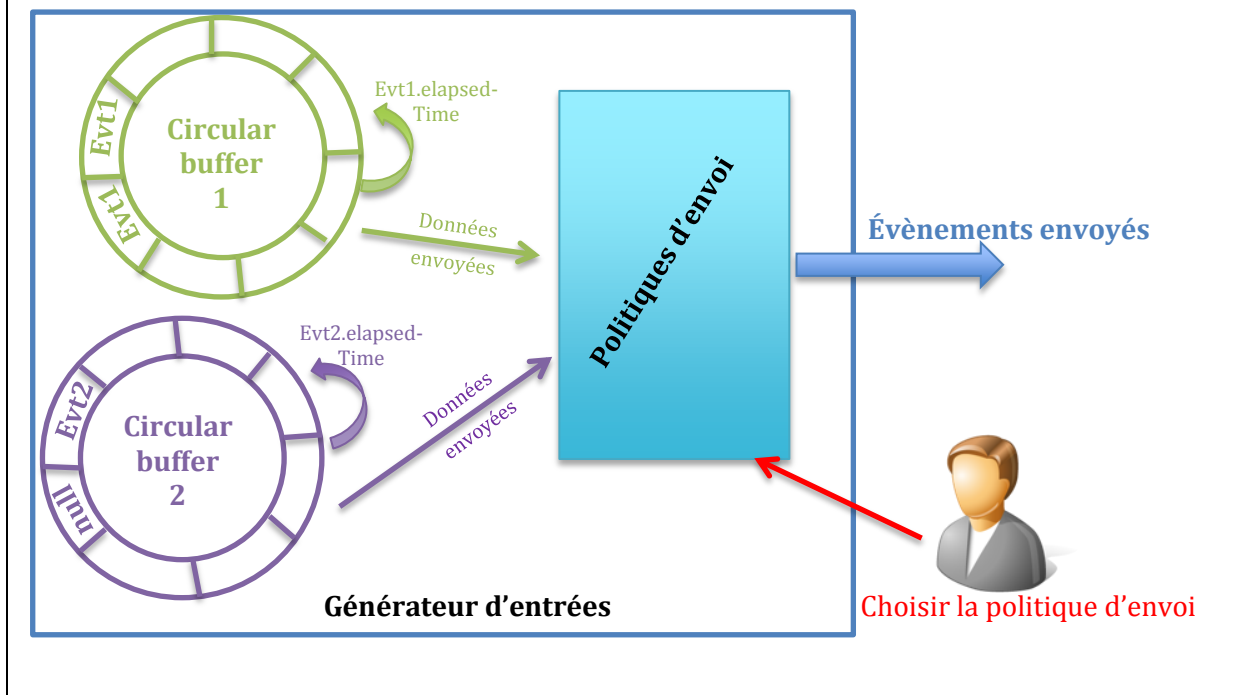 Evt1.elapsed-
Time
Evt1
Evt1
Circular
buffer
1
Données
envoyées
Politiques d'envoi
Évènements envoyés
Evt2.elapsed-
Time
Evt2
null
Circular
buffer
2
Données
envoyées
Générateur d'entrées
Choisir la politique d'envoi